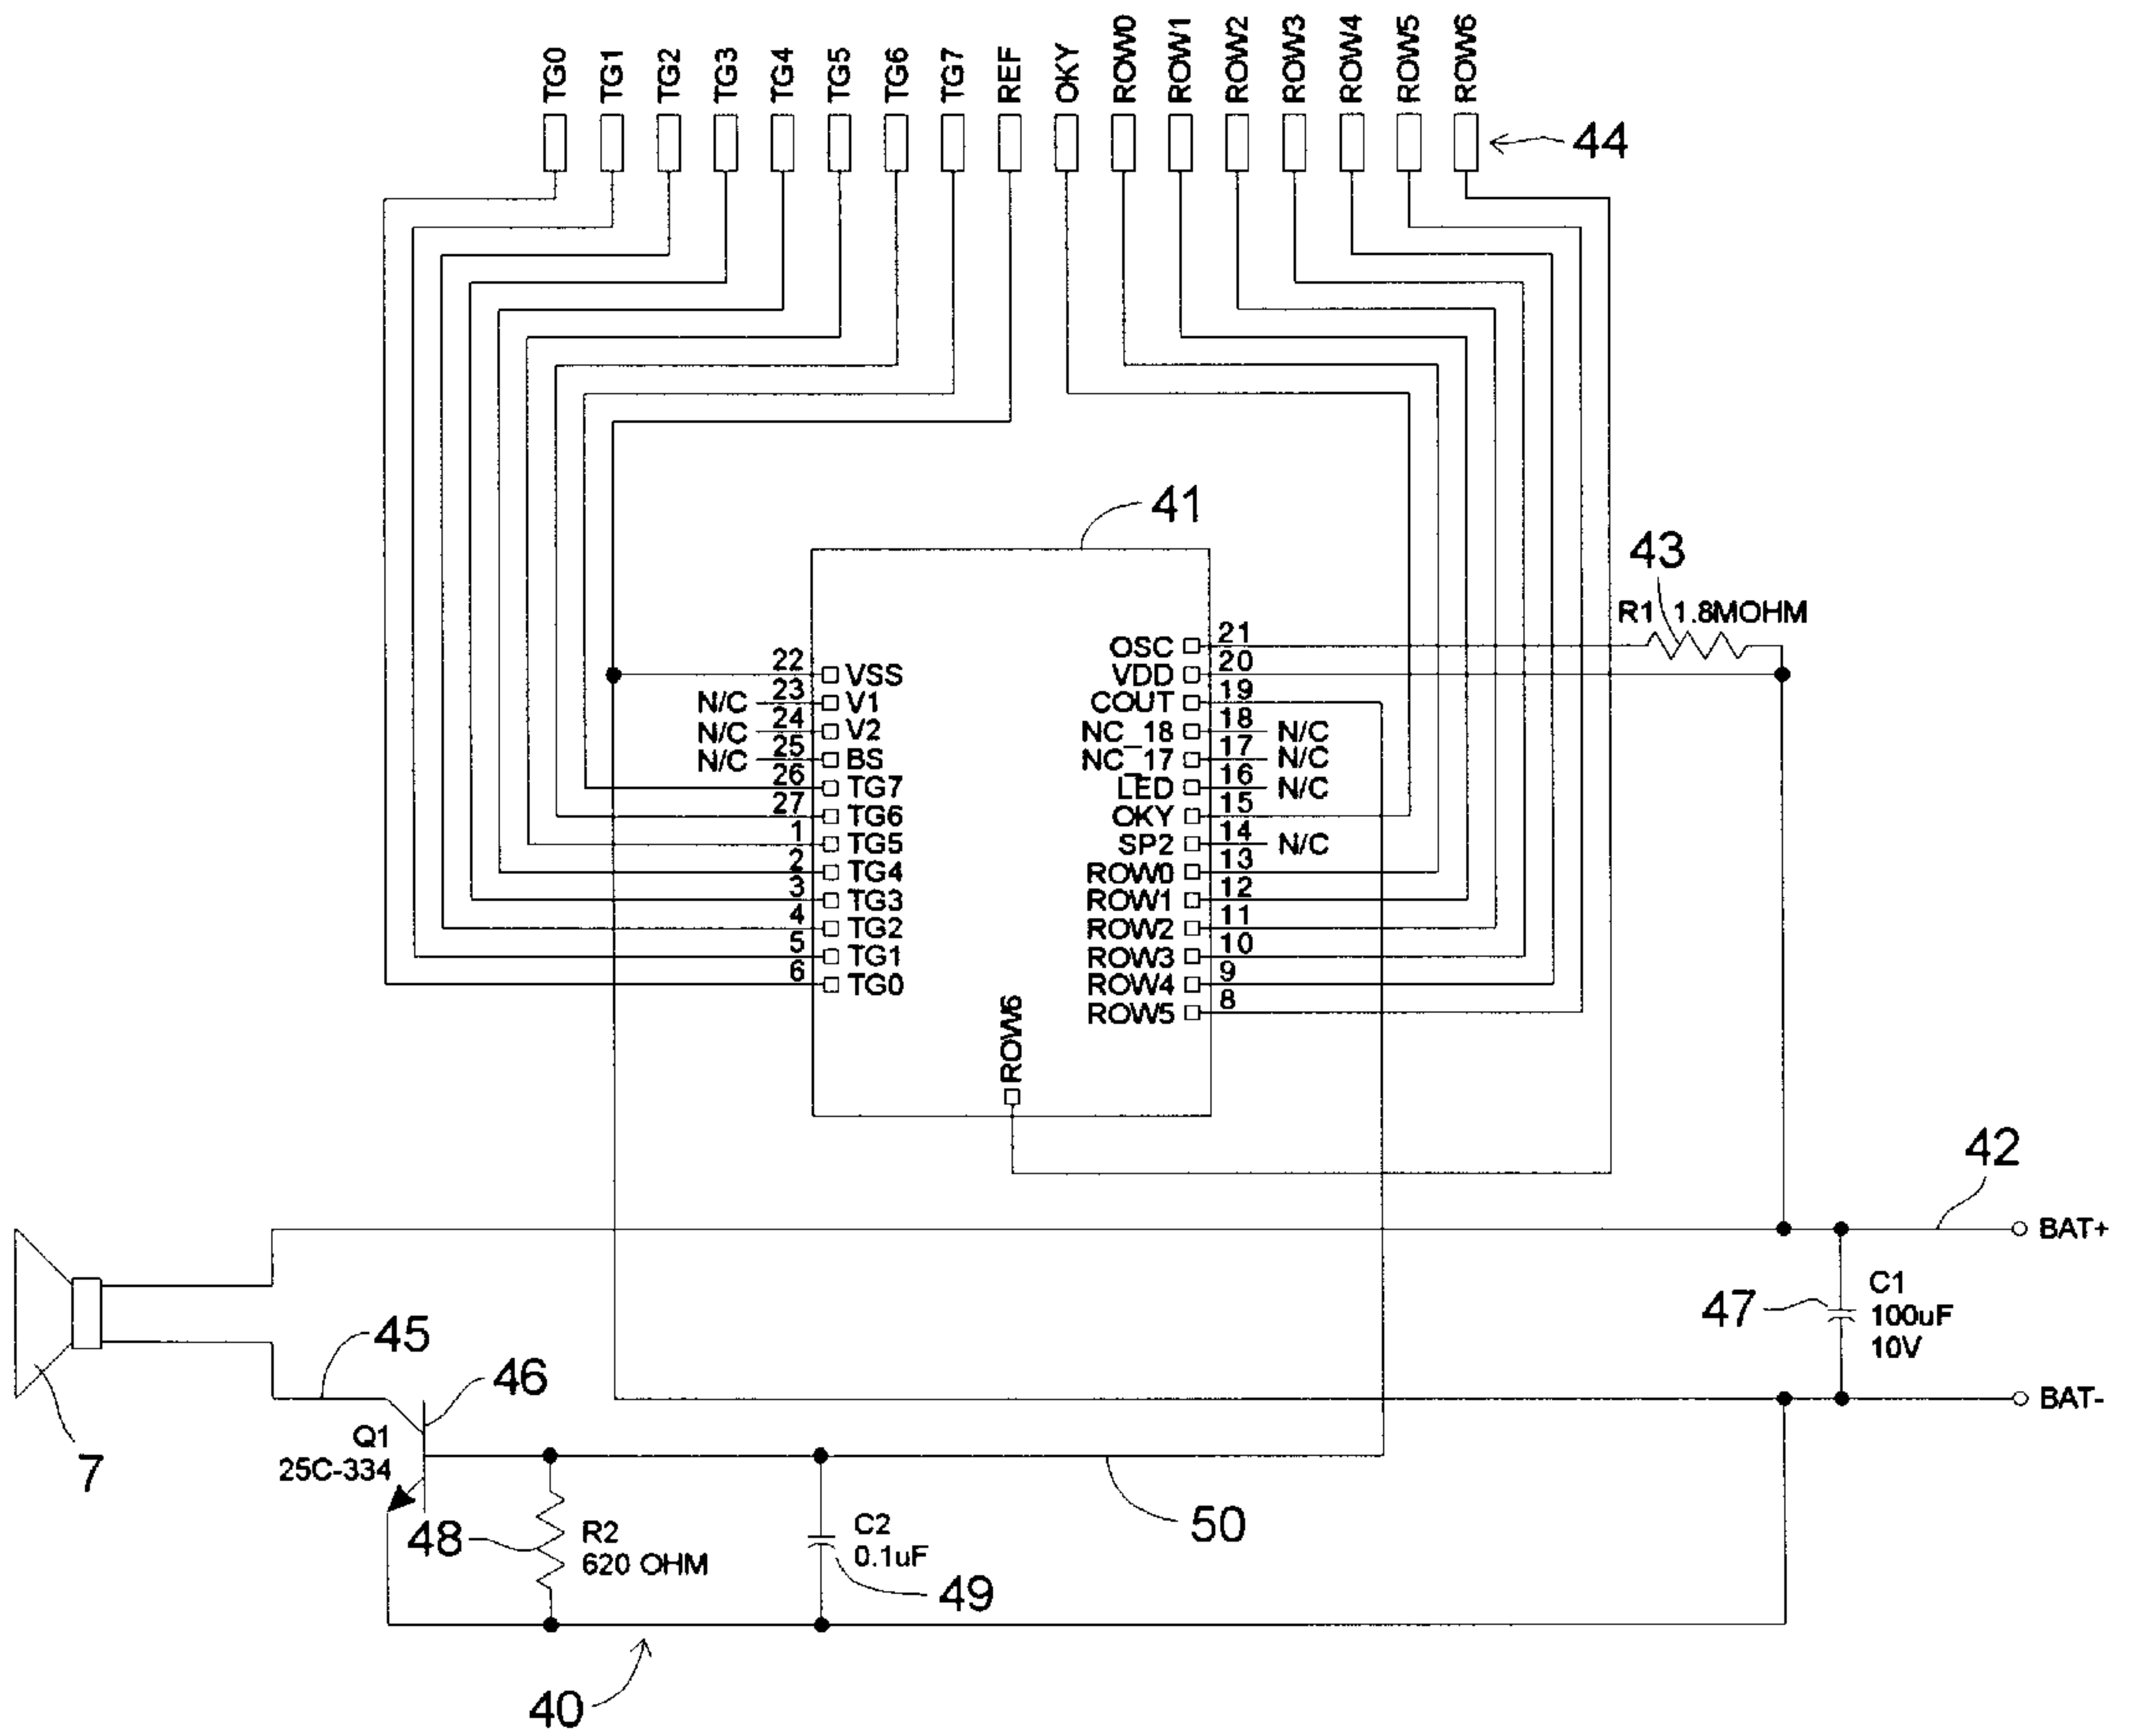 TG0
TG1
TG2
TG3
TG4
TG5
TG6
TG7
REF
OKY
ROW0
ROW1
ROW2
ROW3
ROW4
ROW5
ROW6
44
41
43
R1 1.8MOHM
22 VSS
N/C 23 V1
N/C 24 V2
N/C 25 BS
26 TG7
27 TG6
1 TG5
2 TG4
3 TG3
4 TG2
5 TG1
6 TG0
OSC 21
VDD 20
COUT 19
NC_18 18 N/C
NC_17 17 N/C
LED 16 N/C
OKY 15
SP2 14 N/C
ROW0 13
ROW1 12
ROW2 11
ROW3 10
ROW4 9
ROW5 8
ROW6
42
BAT+
47
C1
100uF
10V
BAT-
45
46
7
Q1
25C-334
48
R2
620 OHM
C2
0.1uF
49
50
40